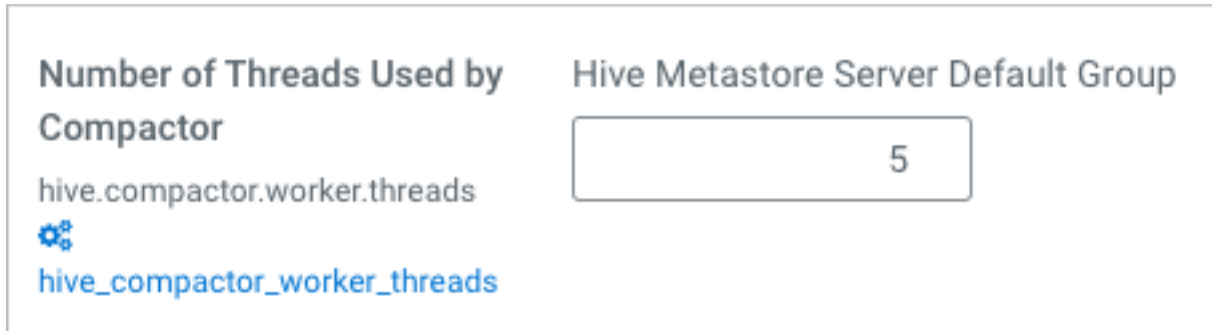 Number of Threads Used by
Compactor
hive.compactor.worker.threads
hive_compactor_worker_threads
Hive Metastore Server Default Group
5